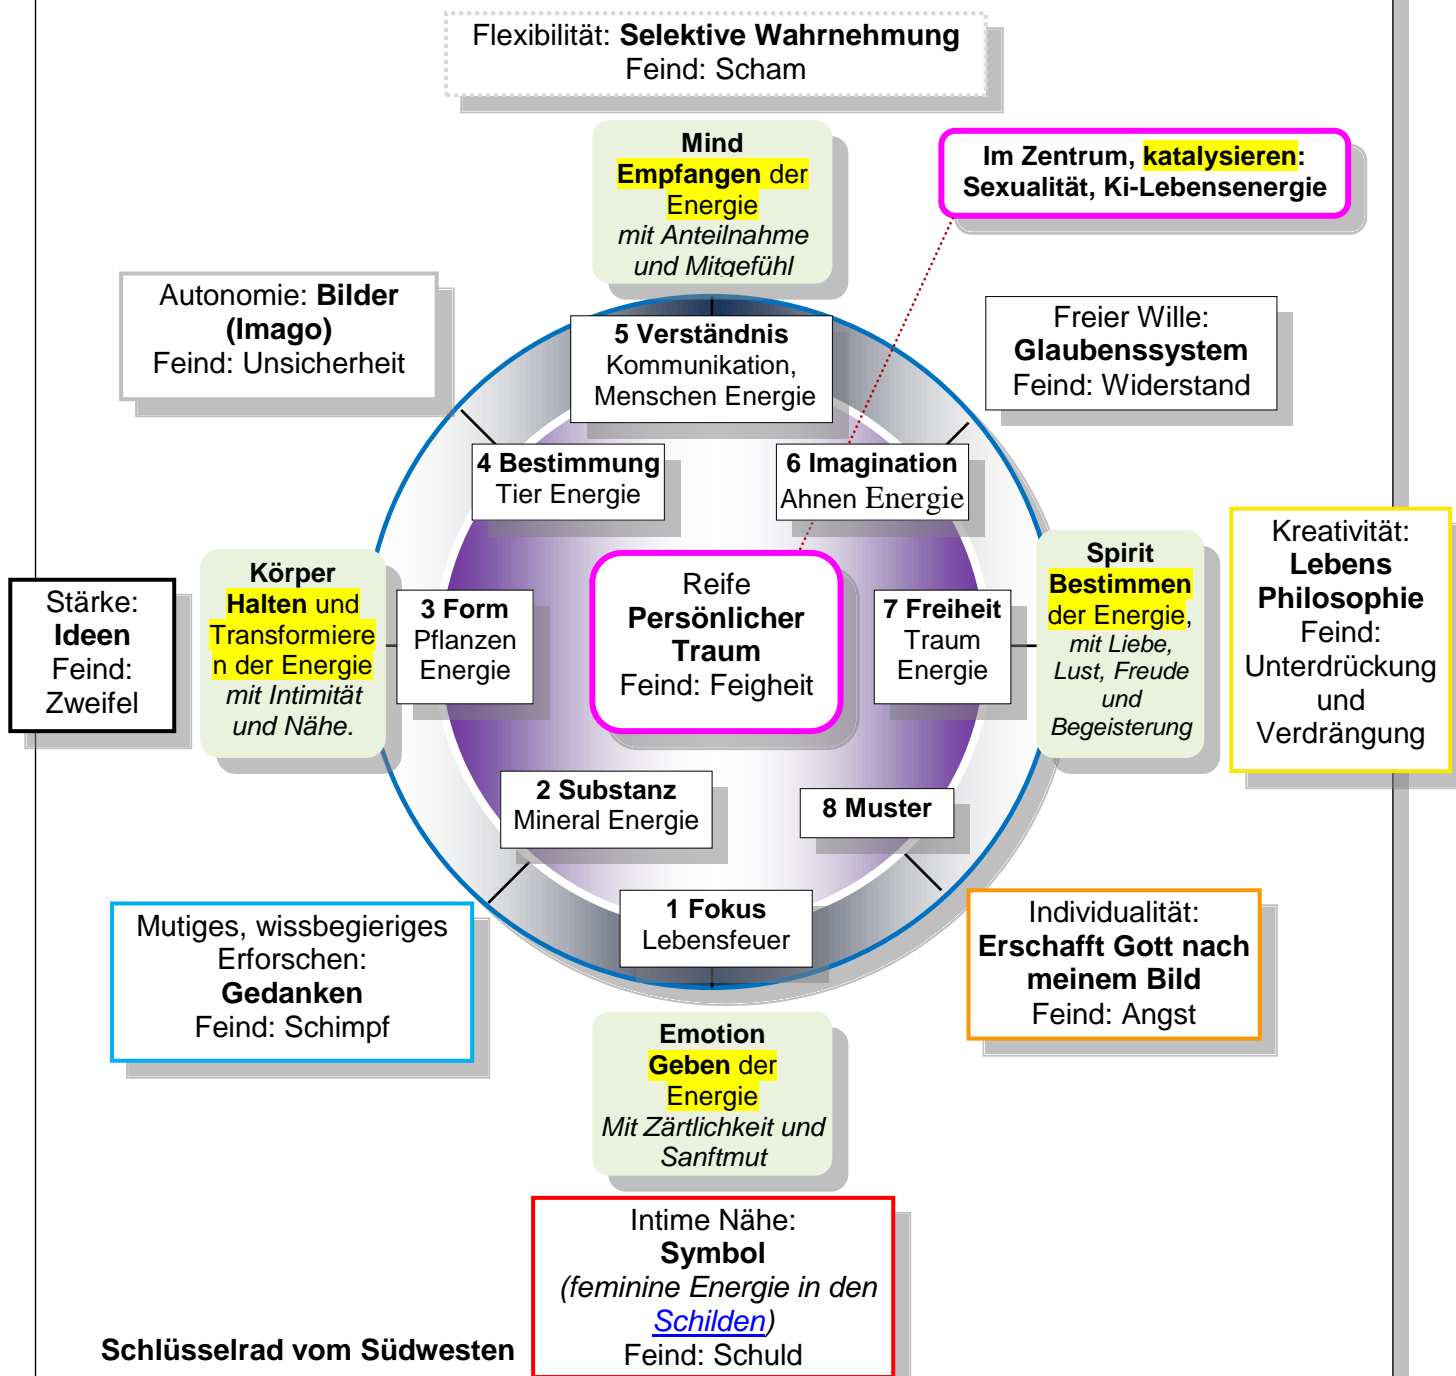 Flexibilität: Selektive Wahrnehmung
Feind: Scham
Mind
Empfangen der
Energie
mit Anteilnahme
und Mitgefühl
Im Zentrum, katalysieren:
Sexualität, Ki-Lebensenergie
Autonomie: Bilder
(Imago)
Feind: Unsicherheit
5 Verständnis
Kommunikation,
Menschen Energie
Freier Wille:
Glaubenssystem
Feind: Widerstand
4 Bestimmung
Tier Energie
6 Imagination
Ahnen Energie
Stärke:
Ideen
Feind:
Zweifel
Körper
Halten und
Transformiere
n der Energie
mit Intimität
und Nähe.
3 Form
Pflanzen
Energie
Reife
Persönlicher
Traum
Feind: Feigheit
7 Freiheit
Traum
Energie
Spirit
Bestimmen
der Energie,
mit Liebe,
Lust, Freude
und
Begeisterung
Kreativität:
Lebens
Philosophie
Feind:
Unterdrückung
und
Verdrängung
2 Substanz
Mineral Energie
8 Muster
Mutiges, wissbegieriges
Erforschen:
Gedanken
Feind: Schimpf
1 Fokus
Lebensfeuer
Individualität:
Erschafft Gott nach
meinem Bild
Feind: Angst
Emotion
Geben der
Energie
Mit Zärtlichkeit und
Sanftmut
Intime Nähe:
Symbol
(feminine Energie in den
Schilden)
Feind: Schuld
Schlüsselrad vom Südwesten